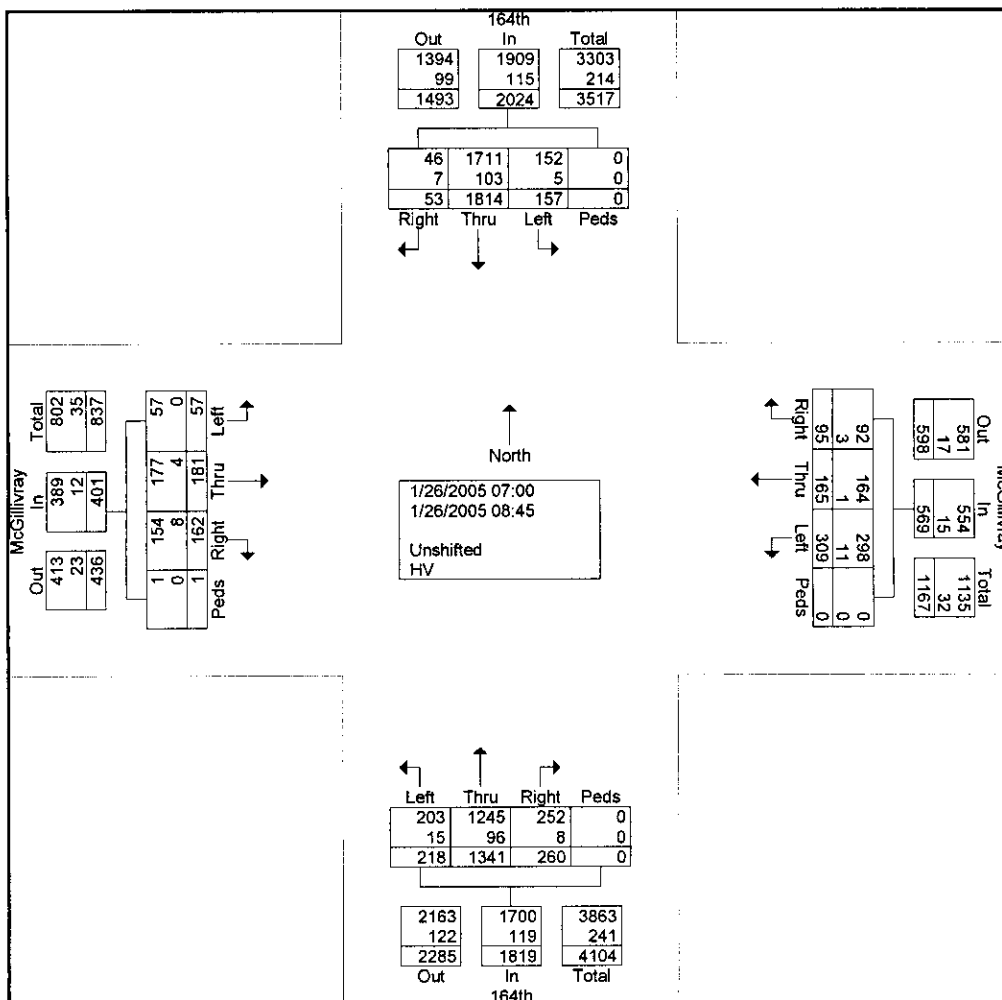 164th
Out In Total
1394 1909 3303
99 115 214
1493 2024 3517
46 1711 152 0
7 103 5 0
53 1814 157 0
Right Thru Left Peds
McGillivray
Total In Out
802 389 413
35 12 23
837 401 436
57 177 154 1
0 4 8 0
57 181 162 1
Left Thru Right Peds
North
1/26/2005 07:00
1/26/2005 08:45
Unshifted
HV
Right Thru Left Peds
92 164 298 0
3 1 11 0
95 165 309 0
Out In Total
581 554 1135
17 15 32
598 569 1167
McGillivray
Left Thru Right Peds
203 1245 252 0
15 96 8 0
218 1341 260 0
2163 1700 3863
122 119 241
2285 1819 4104
Out In Total
164th